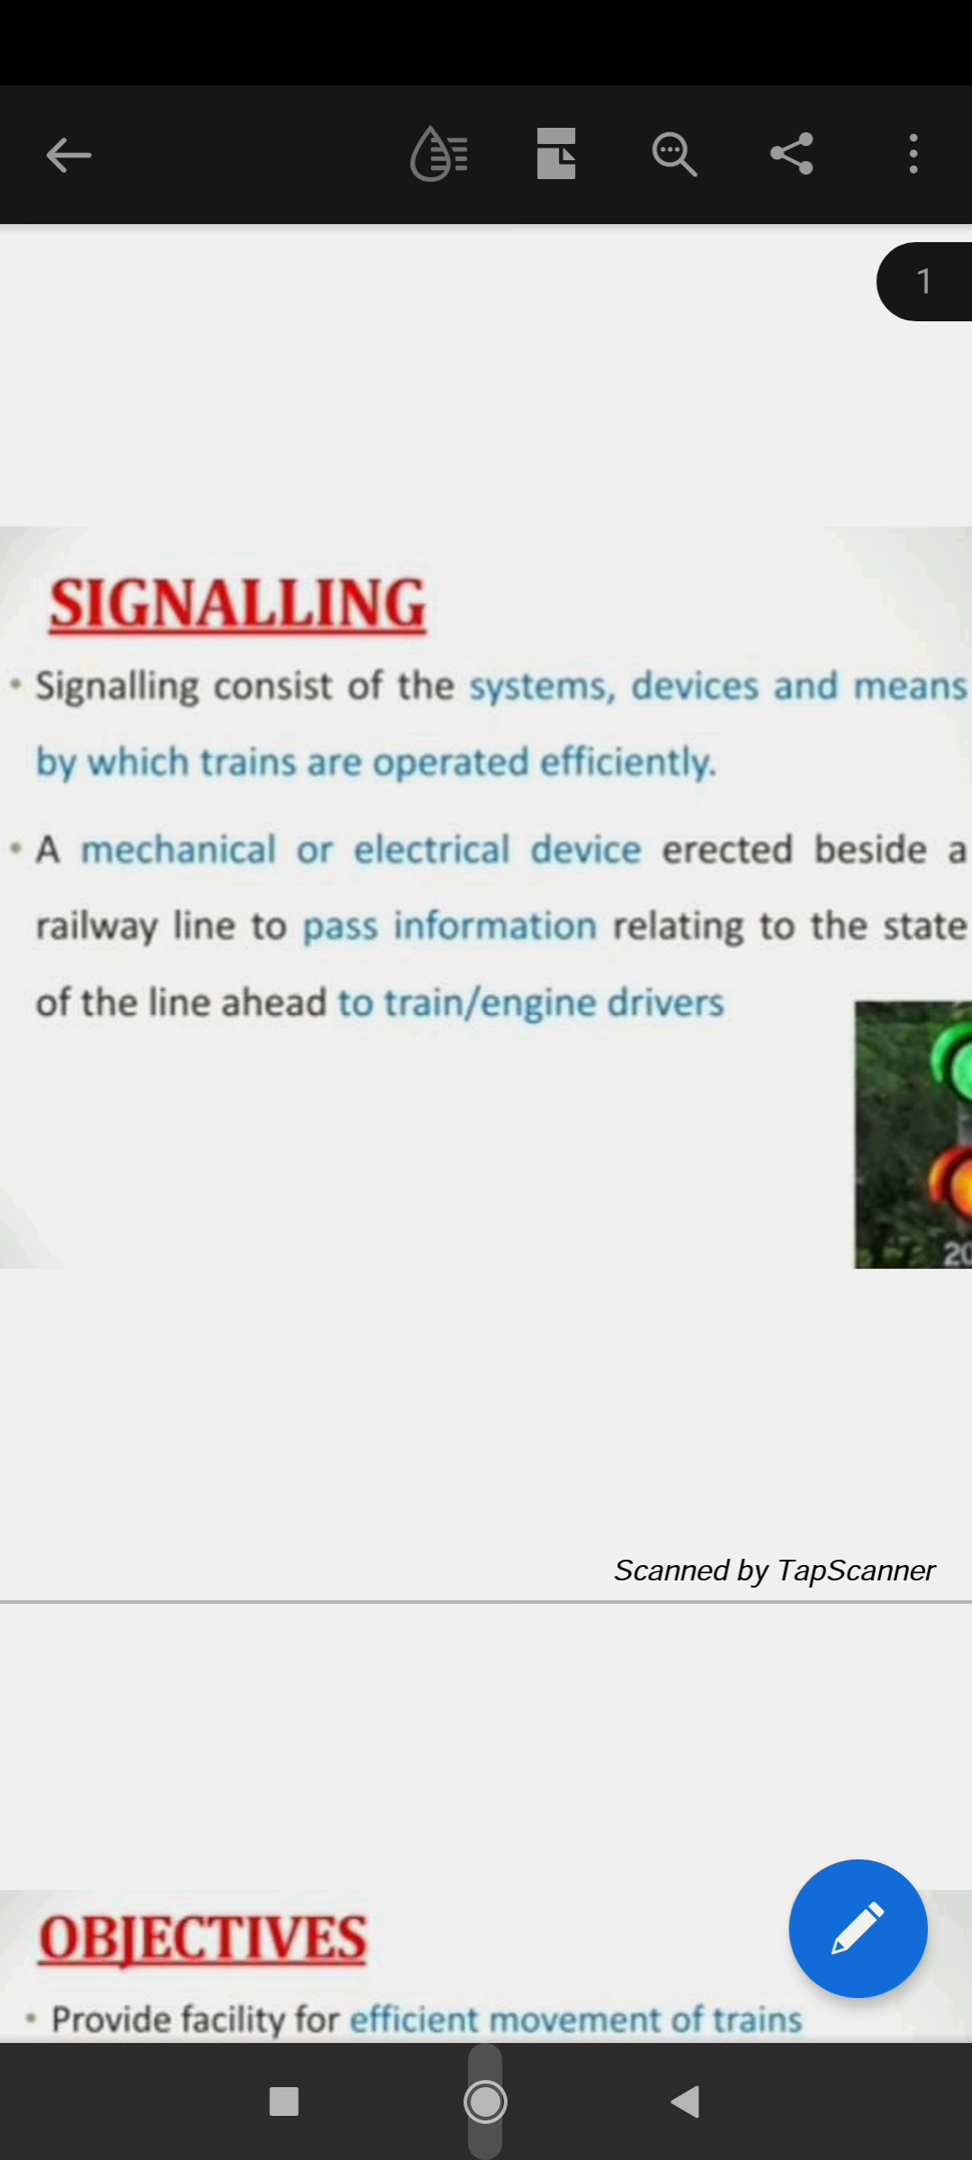 1
SIGNALLING
• Signalling consist of the systems, devices and means
by which trains are operated efficiently.
• A mechanical or electrical device erected beside a
railway line to pass information relating to the state
of the line ahead to train/engine drivers
20
Scanned by TapScanner
OBJECTIVES
• Provide facility for efficient movement of trains